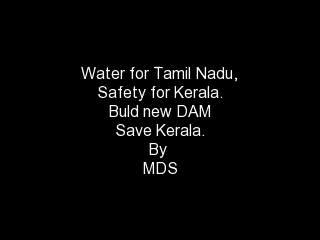 Water for Tamil Nadu,
Safety for Kerala.
Buld new DAM
Save Kerala.
By
MDS